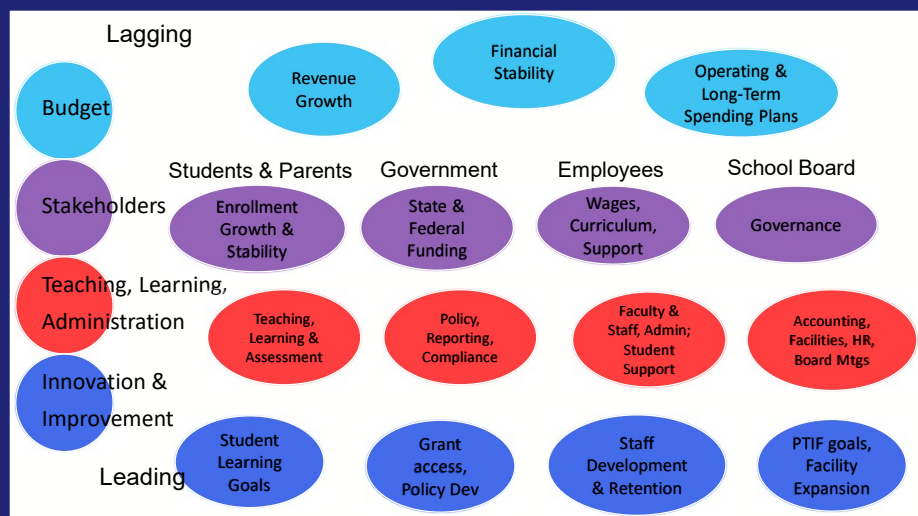 Lagging
Financial
Stability
Revenue
Growth
Operating &
Long-Term
Spending Plans
Budget
Students & Parents
Government
Employees
School Board
Stakeholders
Enrollment
Growth &
Stability
State &
Federal
Funding
Wages,
Curriculum,
Support
Governance
Teaching, Learning,
Administration
Teaching,
Learning &
Assessment
Policy,
Reporting,
Compliance
Faculty &
Staff, Admin;
Student
Support
Accounting,
Facilities, HR,
Board Mtgs
Innovation &
Improvement
Leading
Student
Learning
Goals
Grant
access,
Policy Dev
Staff
Development
& Retention
PTIF goals,
Facility
Expansion